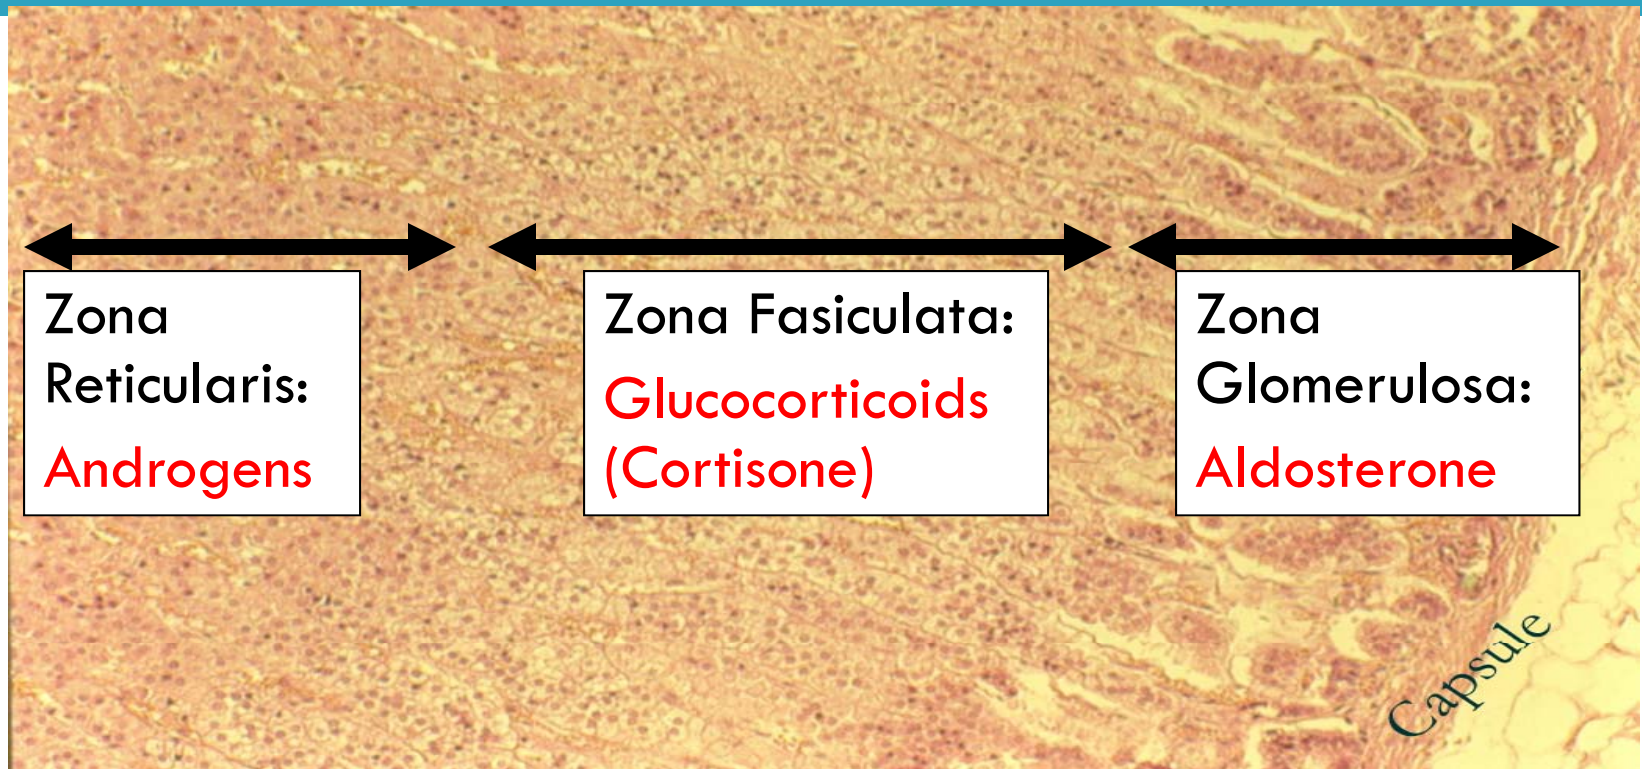 Zona
Reticularis:
Androgens
Zona Fasiculata:
Glucocorticoids
(Cortisone)
Zona
Glomerulosa:
Aldosterone
Capsule